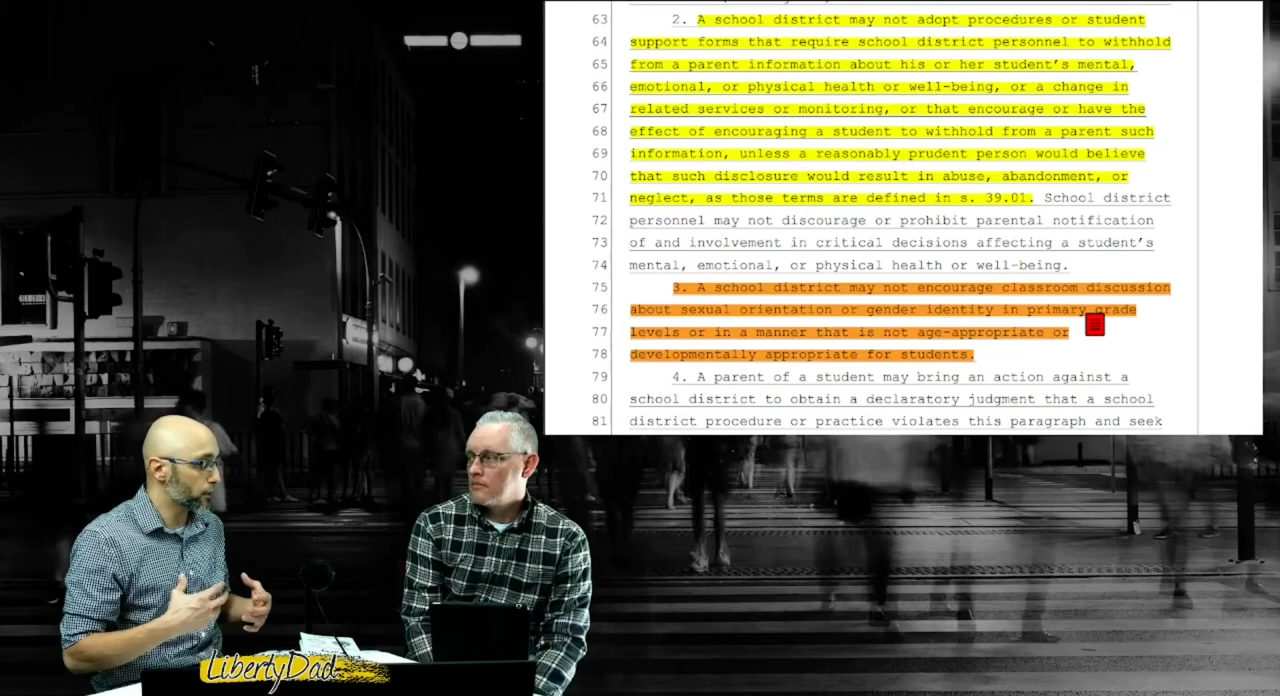 63 2. A school district may not adopt procedures or student
64 support forms that require school district personnel to withhold
65 from a parent information about his or her student's mental,
66 emotional, or physical health or well-being, or a change in
67 related services or monitoring, or that encourage or have the
68 effect of encouraging a student to withhold from a parent such
69 information, unless a reasonably prudent person would believe
70 that such disclosure would result in abuse, abandonment, or
71 neglect, as those terms are defined in s. 39.01. School district
72 personnel may not discourage or prohibit parental notification
73 of and involvement in critical decisions affecting a student's
74 mental, emotional, or physical health or well-being.
75 3. A school district may not encourage classroom discussion
76 about sexual orientation or gender identity in primary grade
77 levels or in a manner that is not age-appropriate or
78 developmentally appropriate for students.
79 4. A parent of a student may bring an action against a
80 school district to obtain a declaratory judgment that a school
81 district procedure or practice violates this paragraph and seek
LibertyDad